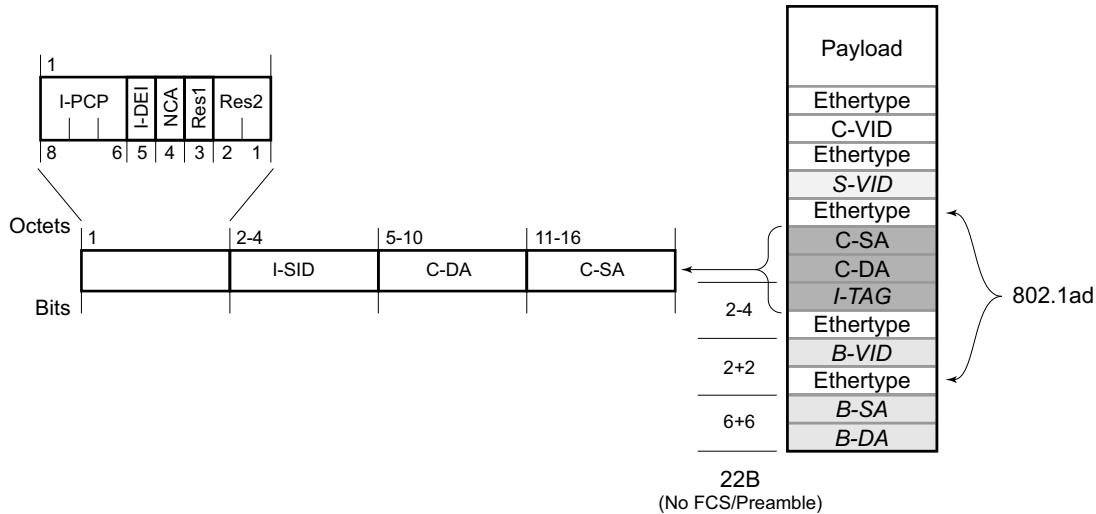 1
I-PCP
I-DEI
NCA
Res1
Res2
8
6
5
4
3
2
1
Octets
1
2-4
5-10
11-16
I-SID
C-DA
C-SA
Bits
Payload
Ethertype
C-VID
Ethertype
S-VID
Ethertype
C-SA
C-DA
I-TAG
Ethertype
B-VID
Ethertype
B-SA
B-DA
2-4
2+2
6+6
22B
(No FCS/Preamble)
802.1ad